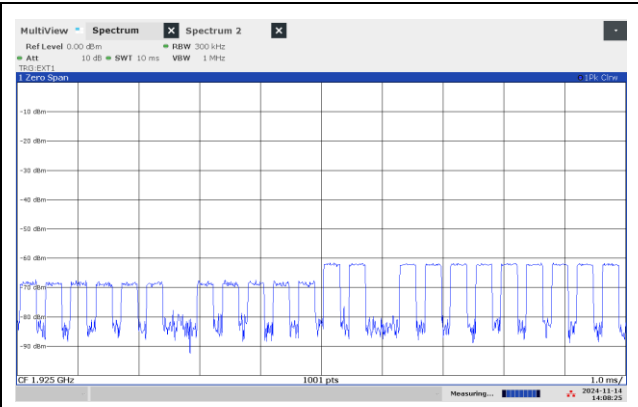 MultiView Spectrum X Spectrum 2 X
Ref Level 0.00 dBm RBW 300 kHz
Att 10 dB SWT 10 ms VBW 1 MHz
TRG:EXT1
1 Zero Span 1Pk Clrw
-10 dBm
-20 dBm
-30 dBm
-40 dBm
-50 dBm
-60 dBm
-70 dBm
-80 dBm
-90 dBm
CF 1.925 GHz 1001 pts 1.0 ms/
Measuring... 2024-11-14
14:08:25